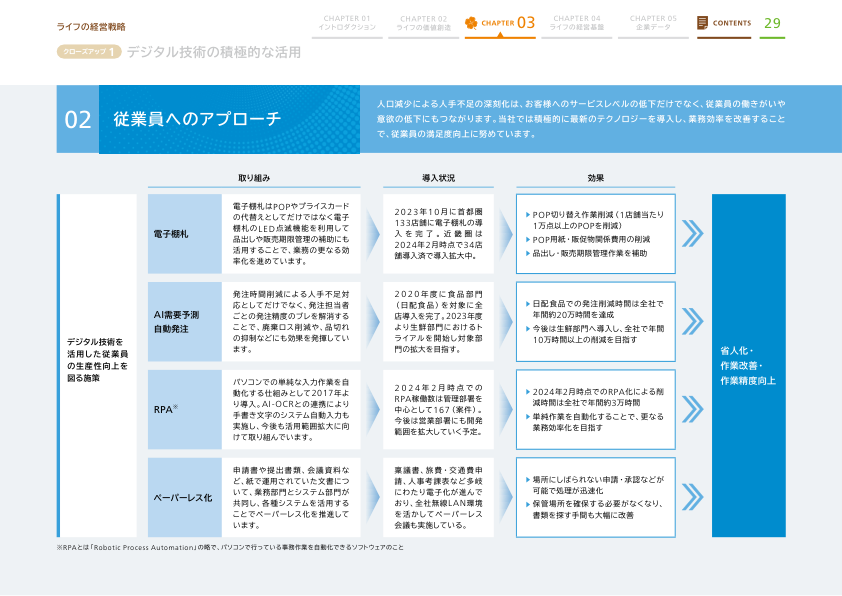 ライフの経営戦略
CHAPTER 01
イントロダクション
CHAPTER 02
ライフの価値創造
CHAPTER 03
CHAPTER 04
ライフの経営基盤
CHAPTER 05
企業データ
CONTENTS
29
クローズアップ 1 デジタル技術の積極的な活用
02 従業員へのアプローチ
人口減少による人手不足の深刻化は、お客様へのサービスレベルの低下だけでなく、従業員の働きがいや
意欲の低下にもつながります。当社では積極的に最新のテクノロジーを導入し、業務効率を改善すること
で、従業員の満足度向上に努めています。
取り組み
導入状況
効果
デジタル技術を
活用した従業員
の生産性向上を
図る施策
電子棚札
電子棚札はPOPやプライスカード
の代替えとしてだけではなく電子
棚札のLED点滅機能を利用して
品出しや販売期限管理の補助にも
活用することで、業務の更なる効
率化を進めています。
2023年10月に首都圏
133店舗に電子棚札の導
入を完了。近畿圏は
2024年2月時点で34店
舗導入済で導入拡大中。
POP切り替え作業削減（1店舗当たり
1万点以上のPOPを削減）
POP用紙・販促物関係費用の削減
品出し・販売期限管理作業を補助
AI需要予測
自動発注
発注時間削減による人手不足対
応としてだけでなく、発注担当者
ごとの発注精度のブレを解消する
ことで、廃棄ロス削減や、品切れ
の抑制などにも効果を発揮してい
ます。
2020年度に食品部門
（日配食品）を対象に全
店導入を完了。2023年度
より生鮮部門におけるト
ライアルを開始し対象部
門の拡大を目指す。
日配食品での発注削減時間は全社で
年間約20万時間を達成
今後は生鮮部門へ導入し、全社で年間
10万時間以上の削減を目指す
RPA※
パソコンでの単純な入力作業を自
動化する仕組みとして2017年よ
り導入。AI-OCRとの連携により
手書き文字のシステム自動入力も
実施し、今後も活用範囲拡大に向
けて取り組んでいます。
2024年2月時点での
RPA稼働数は管理部署を
中心として167（案件）。
今後は営業部署にも開発
範囲を拡大していく予定。
2024年2月時点でのRPA化による削
減時間は全社で年間約3万時間
単純作業を自動化することで、更なる
業務効率化を目指す
ペーパーレス化
申請書や提出書類、会議資料な
ど、紙で運用されていた文書につ
いて、業務部門とシステム部門が
共同し、各種システムを活用する
ことでペーパーレス化を推進して
います。
稟議書、旅費・交通費申
請、人事考課表など多岐
にわたり電子化が進んで
おり、全社無線LAN環境
を活かしてペーパーレス
会議も実施している。
場所にしばられない申請・承認などが
可能で処理が迅速化
保管場所を確保する必要がなくなり、
書類を探す手間も大幅に改善
省人化・
作業改善・
作業精度向上
※RPAとは「Robotic Process Automation」の略で、パソコンで行っている事務作業を自動化できるソフトウェアのこと